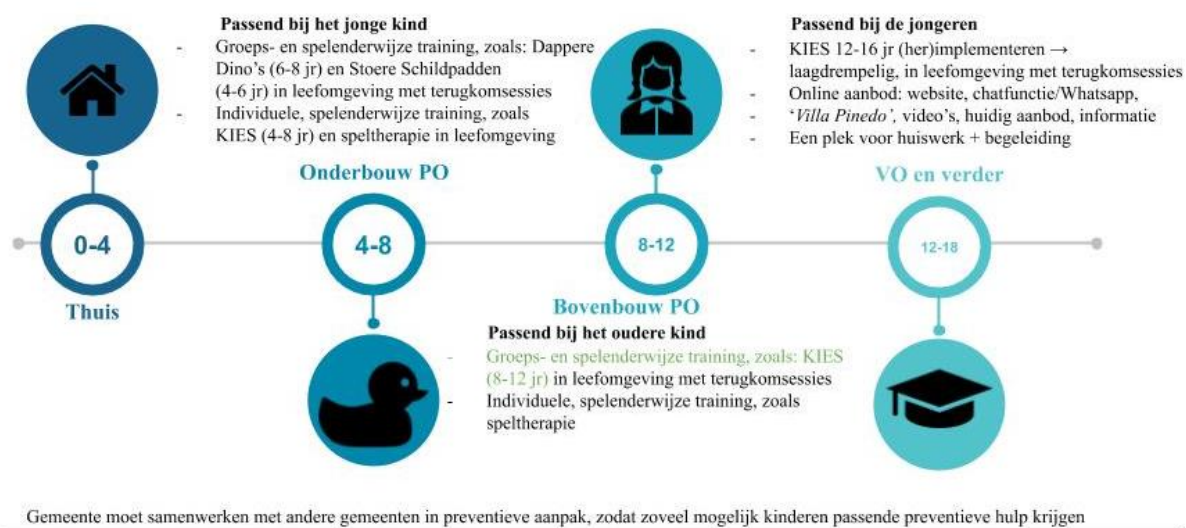 Passend bij het jonge kind
- Groeps- en spelenderwijze training, zoals: Dappere
Dino's (6-8 jr) en Stoere Schildpadden
(4-6 jr) in leefomgeving met terugkomsessies
- Individuele, spelenderwijze training, zoals
KIES (4-8 jr) en speltherapie in leefomgeving
Passend bij de jongeren
- KIES 12-16 jr (her)implementeren →
laagdrempelig, in leefomgeving met terugkomsessies
- Online aanbod: website, chatfunctie/Whatsapp,
- ‘Villa Pinedo’, video's, huidig aanbod, informatie
- Een plek voor huiswerk + begeleiding
Onderbouw PO
VO en verder
0-4
4-8
8-12
12-18
Thuis
Bovenbouw PO
Passend bij het oudere kind
- Groeps- en spelenderwijze training, zoals: KIES
(8-12 jr) in leefomgeving met terugkomsessies
- Individuele, spelenderwijze training, zoals
speltherapie
Gemeente moet samenwerken met andere gemeenten in preventieve aanpak, zodat zoveel mogelijk kinderen passende preventieve hulp krijgen